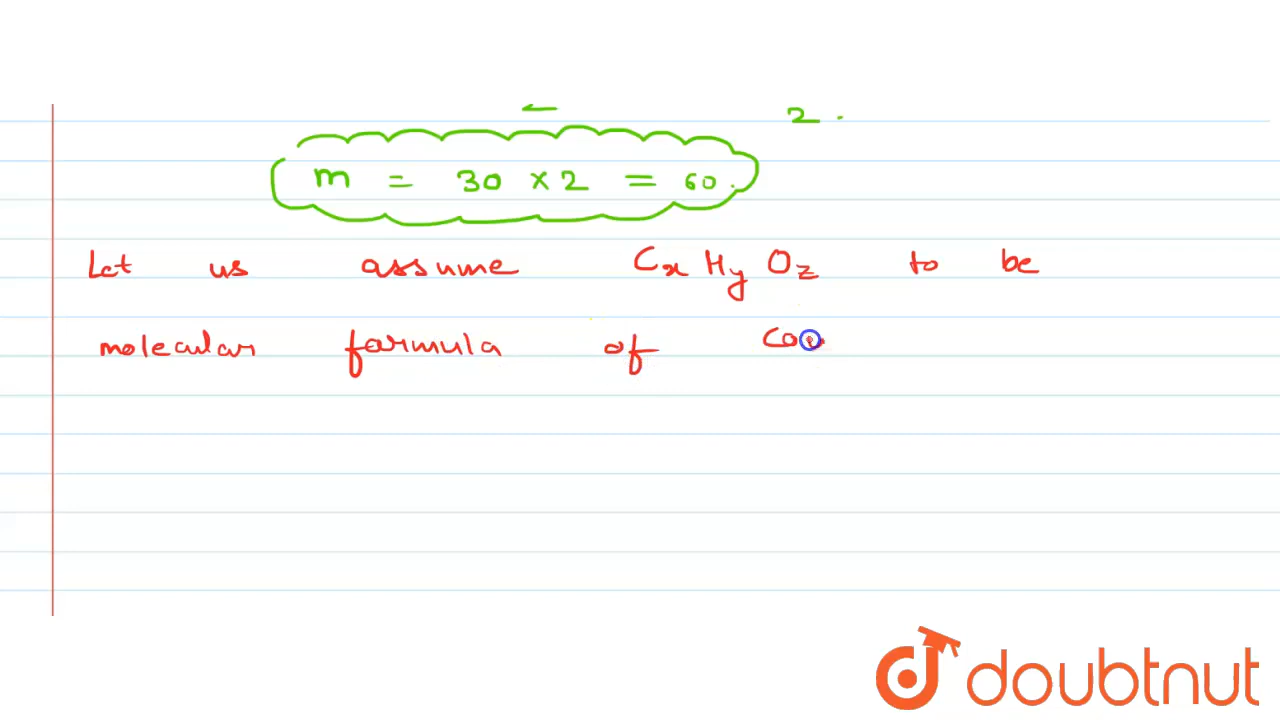 2.
m = 30 × 2 = 60.
Let us assume CxHyOz to be
molecular formula of
doubtnut